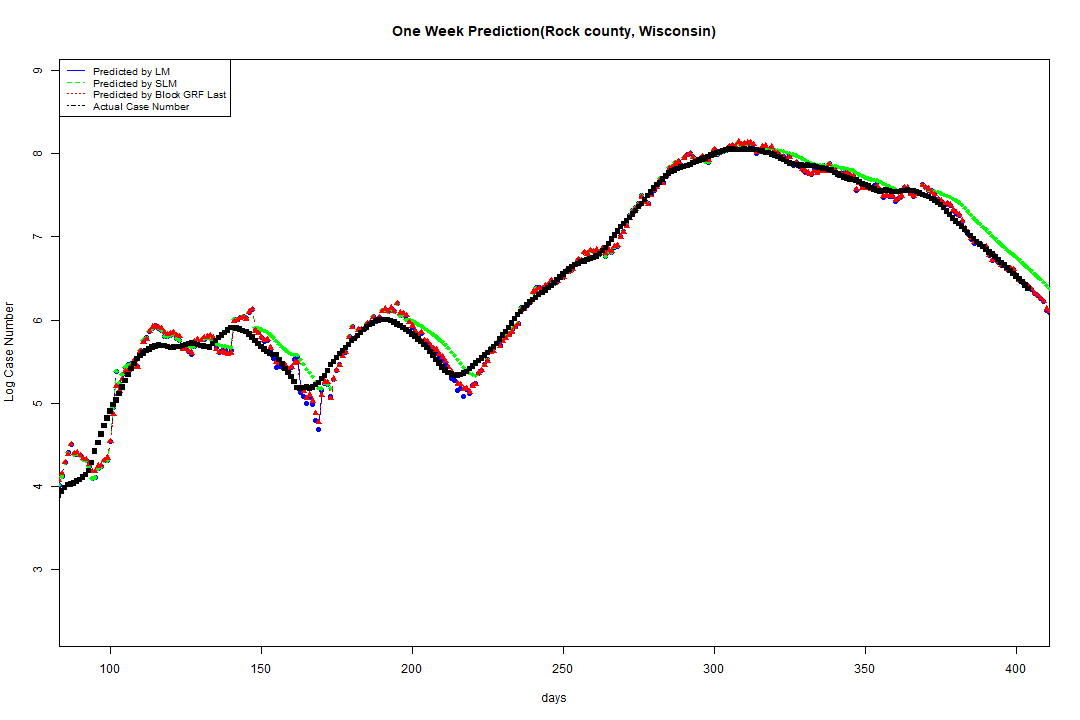 One Week Prediction(Rock county, Wisconsin)
Predicted by LM
Predicted by SLM
Predicted by Block GRF Last
Actual Case Number
9
8
7
6
5
4
3
Log Case Number
100 150 200 250 300 350 400
days